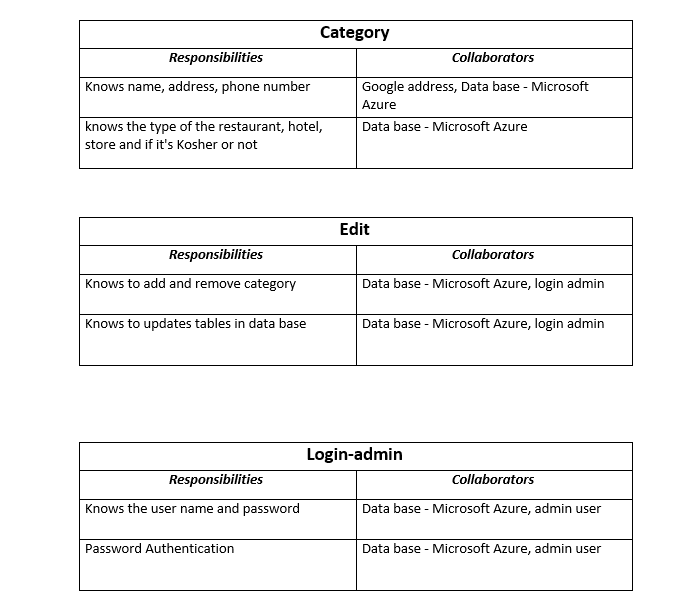 Category
Responsibilities Collaborators
Knows name, address, phone number Google address, Data base - Microsoft
Azure
knows the type of the restaurant, hotel, Data base - Microsoft Azure
store and if it's Kosher or not
Edit
Responsibilities Collaborators
Knows to add and remove category Data base - Microsoft Azure, login admin
Knows to updates tables in data base Data base - Microsoft Azure, login admin
Login-admin
Responsibilities Collaborators
Knows the user name and password Data base - Microsoft Azure, admin user
Password Authentication Data base - Microsoft Azure, admin user